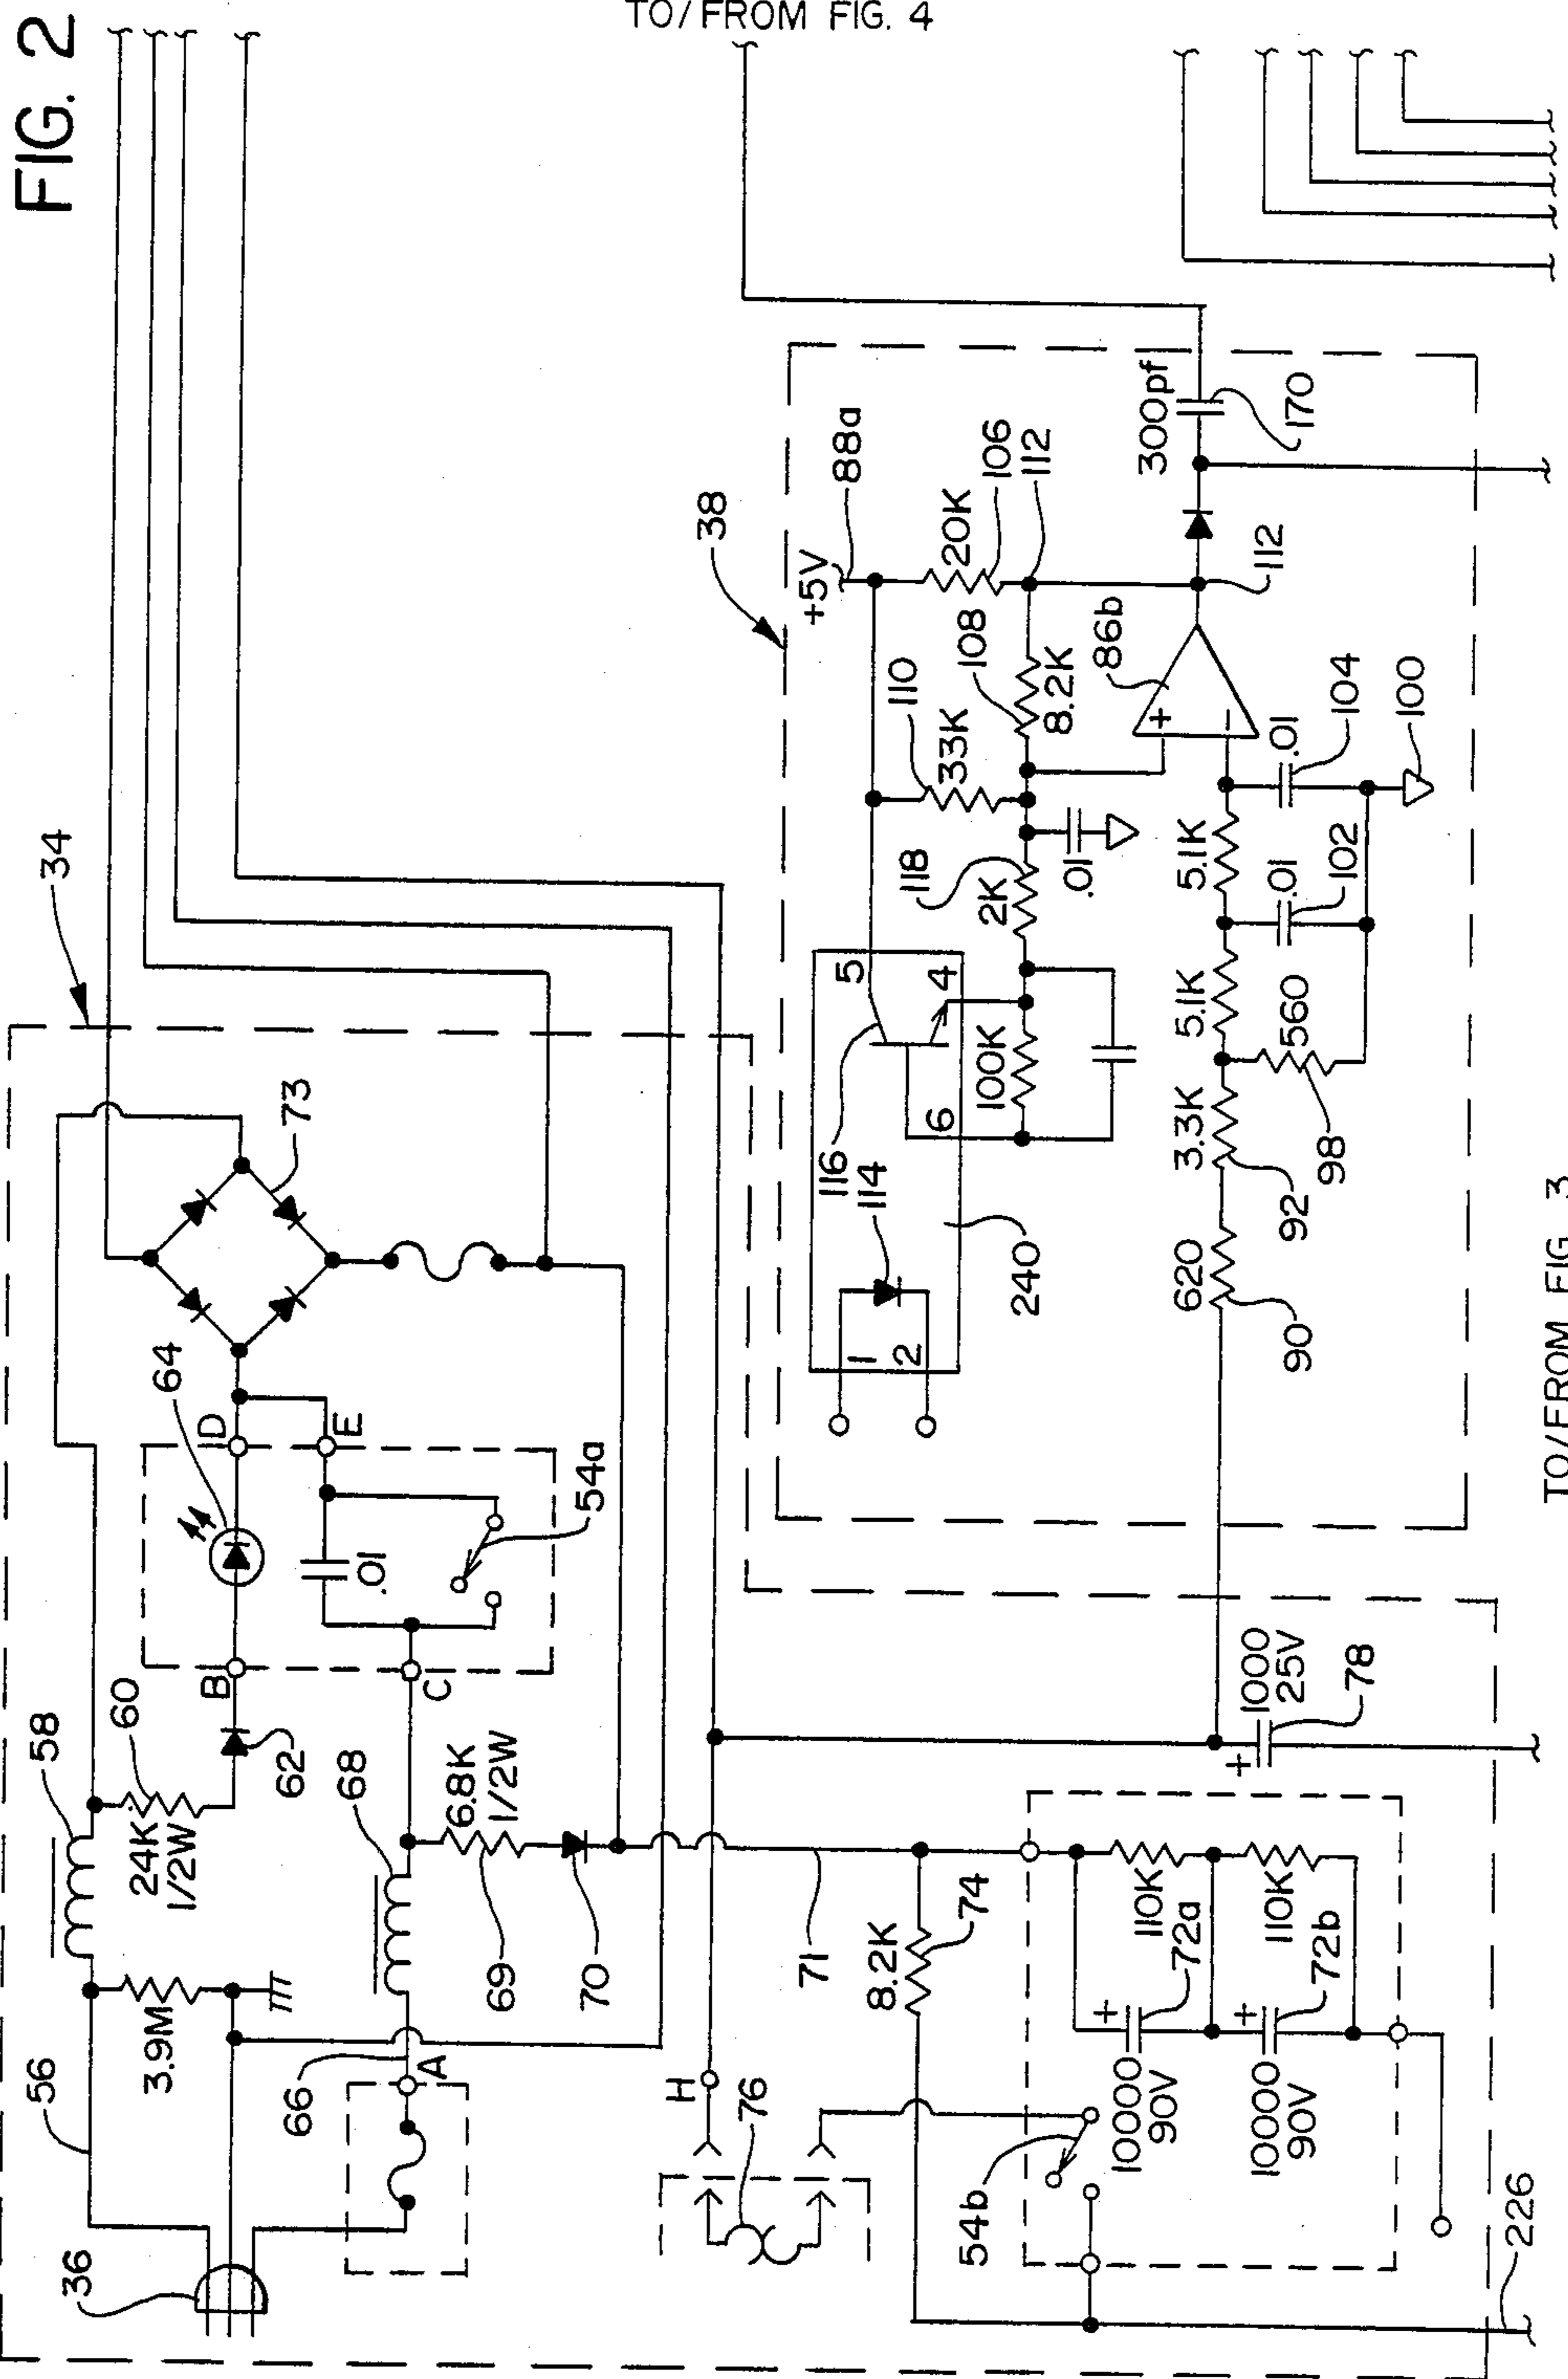 FIG. 2
TO/FROM FIG. 4
TO/FROM FIG. 3
36
56
3.9M
58
24K
1/2W
60
62
B
64
D
E
.01
54a
C
73
34
66
A
68
69
6.8K
1/2W
70
71
H
76
8.2K
74
54b
110K
72a
110K
72b
+
10000
90V
+
10000
90V
226
+
1000
25V
78
38
+5V
88a
110
33K
20K
106
112
108
8.2K
118
2K
.01
86b
+
−
112
300pf
170
116
114
5
4
6
1
2
100K
240
620
90
3.3K
92
560
98
5.1K
5.1K
.01
102
.01
104
100